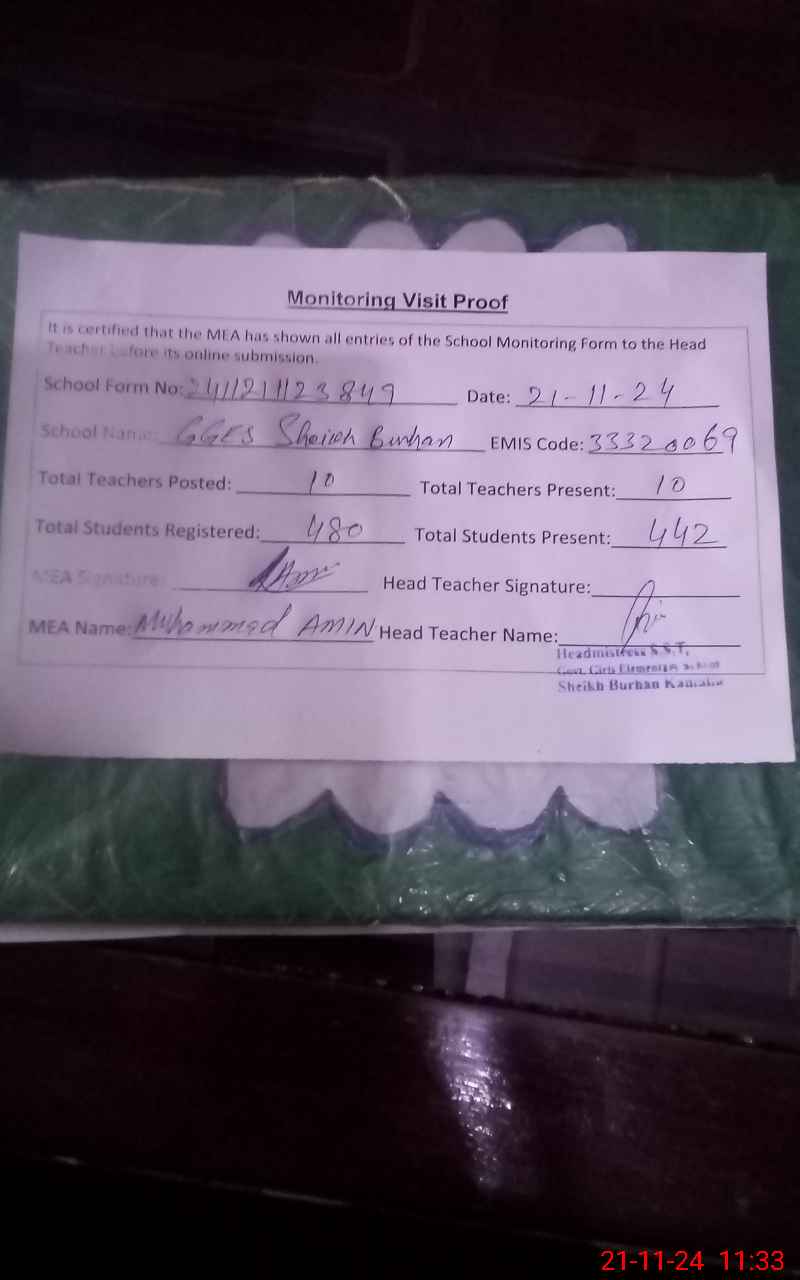 Monitoring Visit Proof
It is certified that the MEA has shown all entries of the School Monitoring Form to the Head
Teacher before its online submission.
School Form No: 241121123849 Date: 21-11-24
School Name: GGES Sheikh Burhan EMIS Code: 33320069
Total Teachers Posted: 10 Total Teachers Present: 10
Total Students Registered: 480 Total Students Present: 442
MEA Signature: Head Teacher Signature:
MEA Name: Muhammad AMIN Head Teacher Name:
Headmistress S.S.T.
Govt. Girls Elementary School
Sheikh Burhan Kamalia
21-11-24 11:33